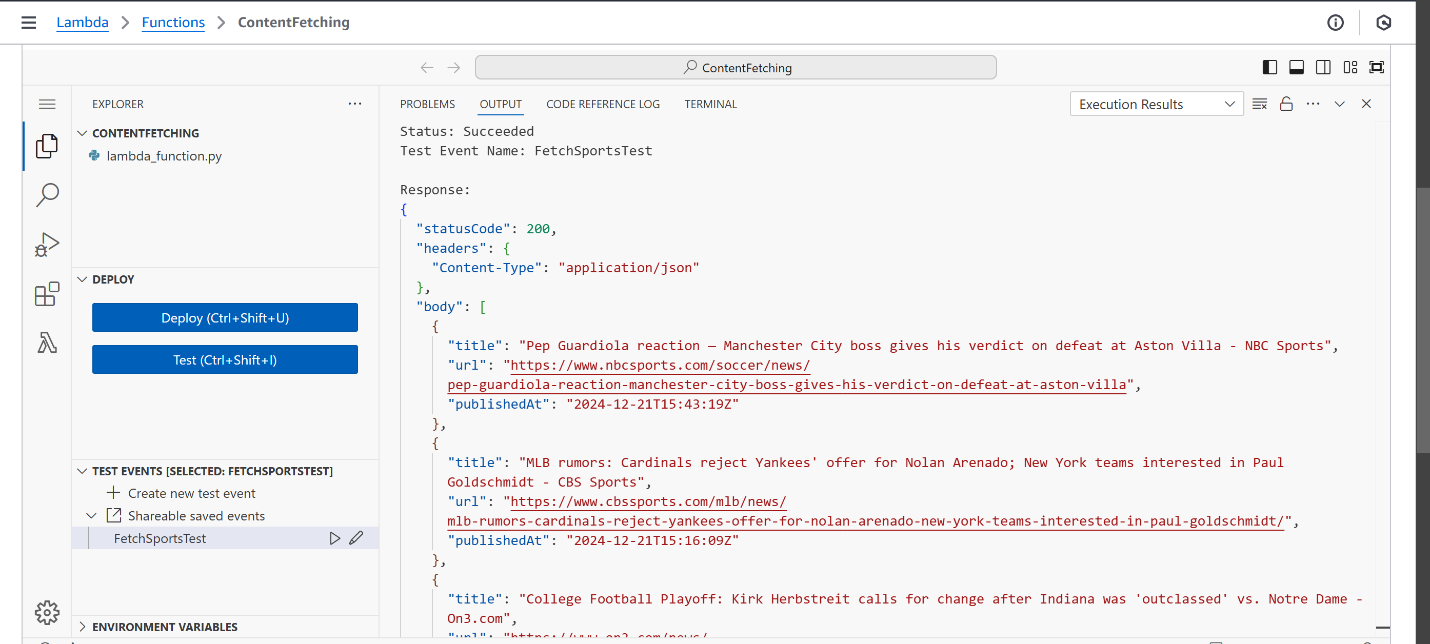 Lambda > Functions > ContentFetching
ContentFetching
EXPLORER ···
CONTENTFETCHING
lambda_function.py
DEPLOY
Deploy (Ctrl+Shift+U)
Test (Ctrl+Shift+I)
TEST EVENTS [SELECTED: FETCHSPORTSTEST]
Create new test event
Shareable saved events
FetchSportsTest
ENVIRONMENT VARIABLES
PROBLEMS OUTPUT CODE REFERENCE LOG TERMINAL
Execution Results
Status: Succeeded
Test Event Name: FetchSportsTest
Response:
{
"statusCode": 200,
"headers": {
"Content-Type": "application/json"
},
"body": [
{
"title": "Pep Guardiola reaction — Manchester City boss gives his verdict on defeat at Aston Villa - NBC Sports",
"url": "https://www.nbcsports.com/soccer/news/
pep-guardiola-reaction-manchester-city-boss-gives-his-verdict-on-defeat-at-aston-villa",
"publishedAt": "2024-12-21T15:43:19Z"
},
{
"title": "MLB rumors: Cardinals reject Yankees' offer for Nolan Arenado; New York teams interested in Paul
Goldschmidt - CBS Sports",
"url": "https://www.cbssports.com/mlb/news/
mlb-rumors-cardinals-reject-yankees-offer-for-nolan-arenado-new-york-teams-interested-in-paul-goldschmidt/",
"publishedAt": "2024-12-21T15:16:09Z"
},
{
"title": "College Football Playoff: Kirk Herbstreit calls for change after Indiana was 'outclassed' vs. Notre Dame -
On3.com",
"url": "https://www.on3.com/news/